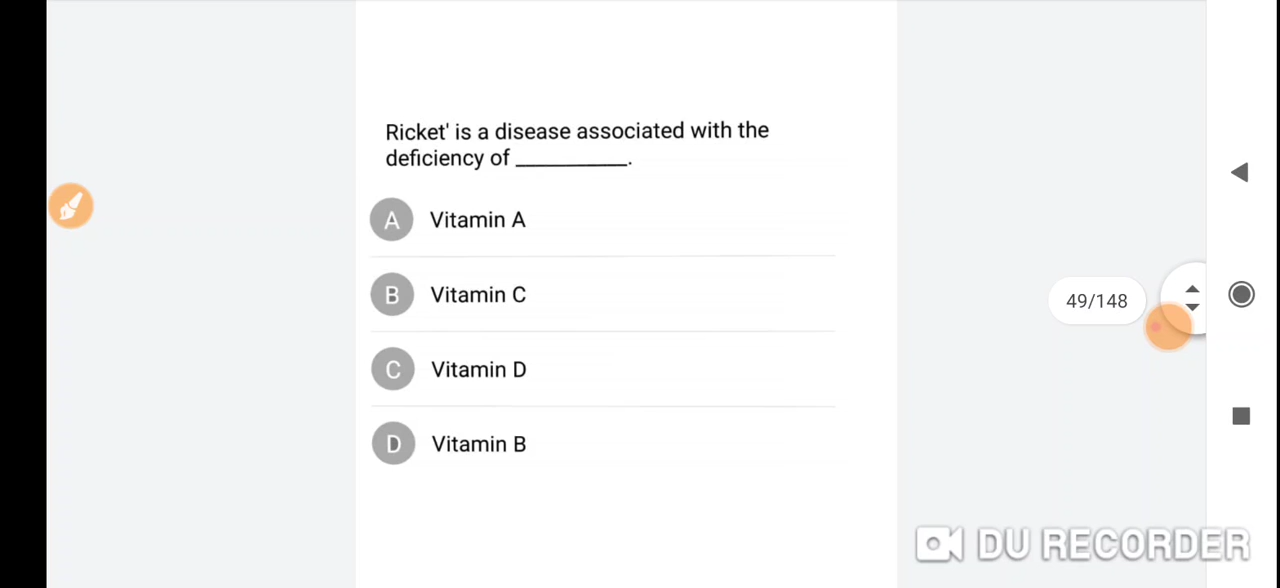 Ricket' is a disease associated with the
deficiency of __________.
A Vitamin A
B Vitamin C
C Vitamin D
D Vitamin B
49/148
DU RECORDER